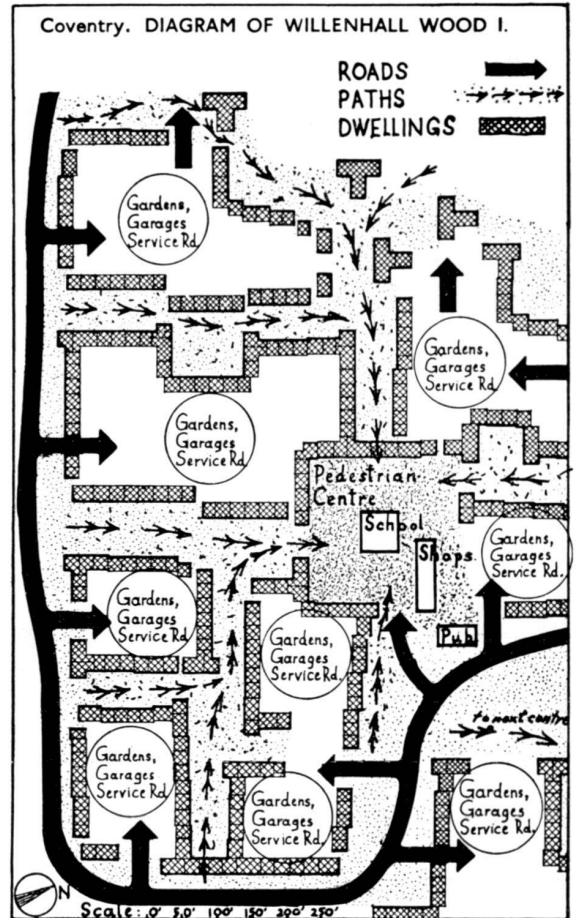 Coventry. DIAGRAM OF WILLENHALL WOOD I.
ROADS
PATHS
DWELLINGS
Gardens,
Garages
Service Rd.
Gardens,
Garages
Service Rd.
Gardens,
Garages
Service Rd.
Pedestrian
Centre
School
Shops
Pub
Gardens,
Garages
Service Rd.
Gardens,
Garages
Service Rd.
Gardens,
Garages
Service Rd.
to next centre
Gardens,
Garages
Service Rd.
Gardens,
Garages
Service Rd.
Gardens,
Garages
Service Rd.
N
Scale: 0' 50' 100' 150' 200' 250'